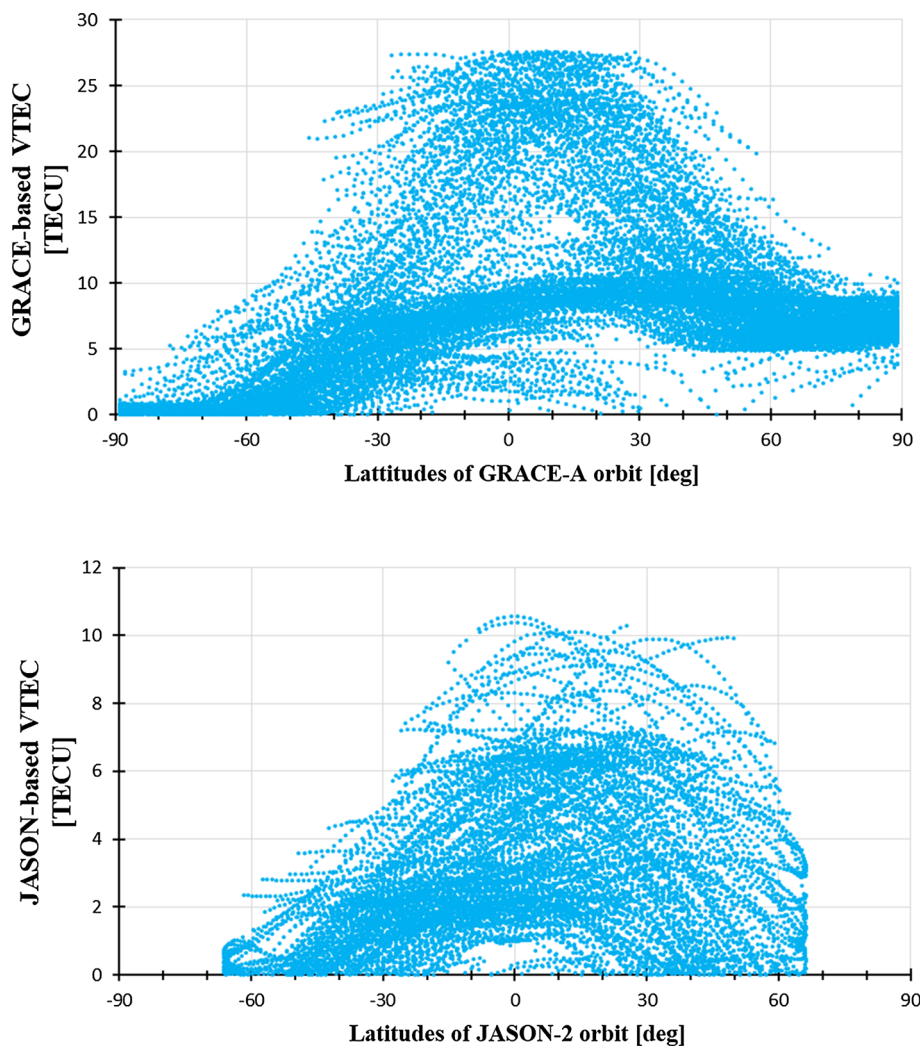 30
25
20
15
10
5
0
GRACE-based VTEC
[TECU]
-90 -60 -30 0 30 60 90
Lattitudes of GRACE-A orbit [deg]
12
10
8
6
4
2
0
JASON-based VTEC
[TECU]
-90 -60 -30 0 30 60 90
Latitudes of JASON-2 orbit [deg]